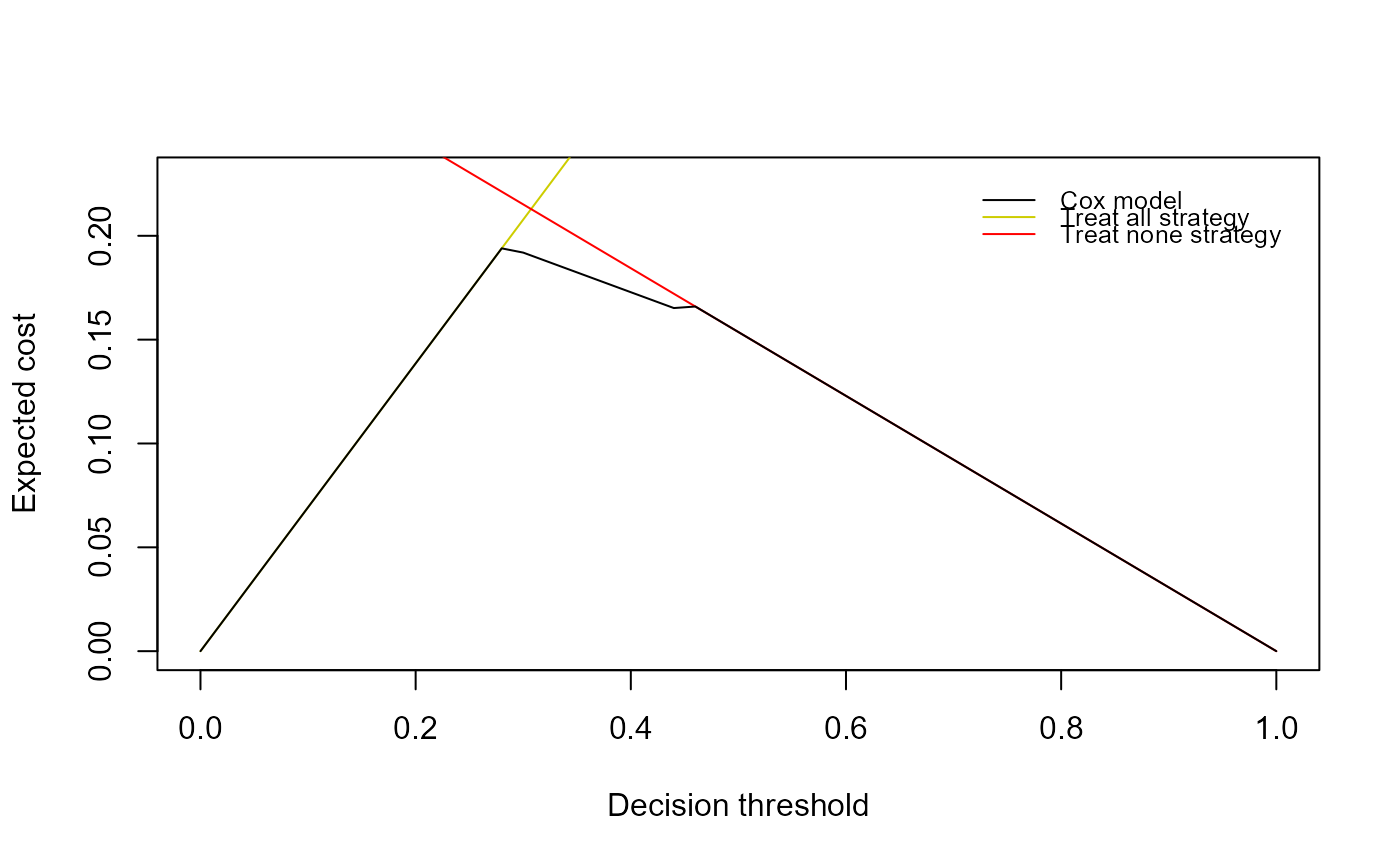 Cox model
Treat all strategy
Treat none strategy
Expected cost
0.20
0.15
0.10
0.05
0.00
0.0 0.2 0.4 0.6 0.8 1.0
Decision threshold